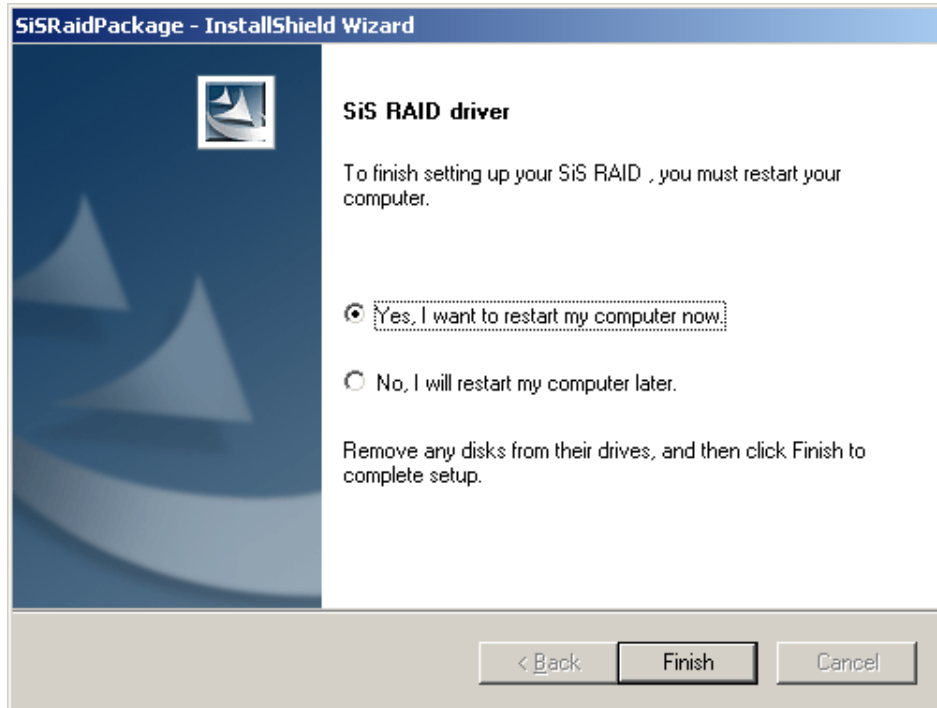 SiSRaidPackage - InstallShield Wizard
SiS RAID driver
To finish setting up your SiS RAID , you must restart your
computer.
Yes, I want to restart my computer now.
No, I will restart my computer later.
Remove any disks from their drives, and then click Finish to
complete setup.
< Back
Finish
Cancel